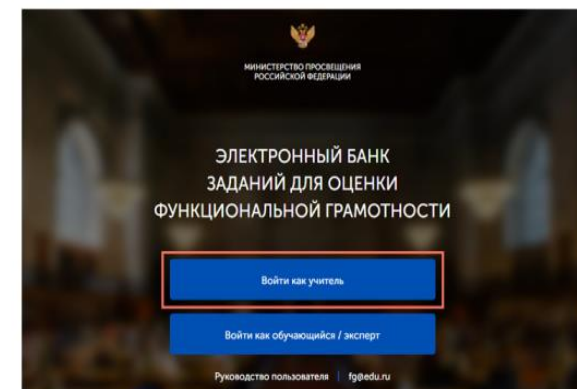 МИНИСТЕРСТВО ПРОСВЕЩЕНИЯ
РОССИЙСКОЙ ФЕДЕРАЦИИ
ЭЛЕКТРОННЫЙ БАНК
ЗАДАНИЙ ДЛЯ ОЦЕНКИ
ФУНКЦИОНАЛЬНОЙ ГРАМОТНОСТИ
Войти как учитель
Войти как обучающийся / эксперт
Руководство пользователя | fg@edu.ru